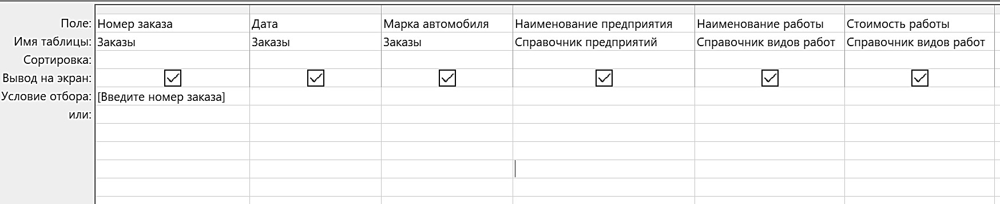 Поле: Номер заказа Дата Марка автомобиля Наименование предприятия Наименование работы Стоимость работы
Имя таблицы: Заказы Заказы Заказы Справочник предприятий Справочник видов работ Справочник видов работ
Сортировка:
Вывод на экран:
Условие отбора: [Введите номер заказа]
или: